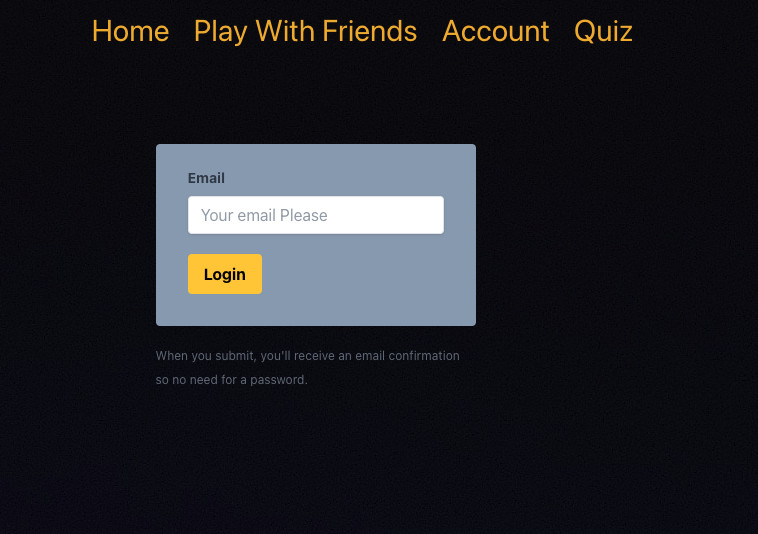 Home Play With Friends Account Quiz
Email
Your email Please
Login
When you submit, you'll receive an email confirmation
so no need for a password.